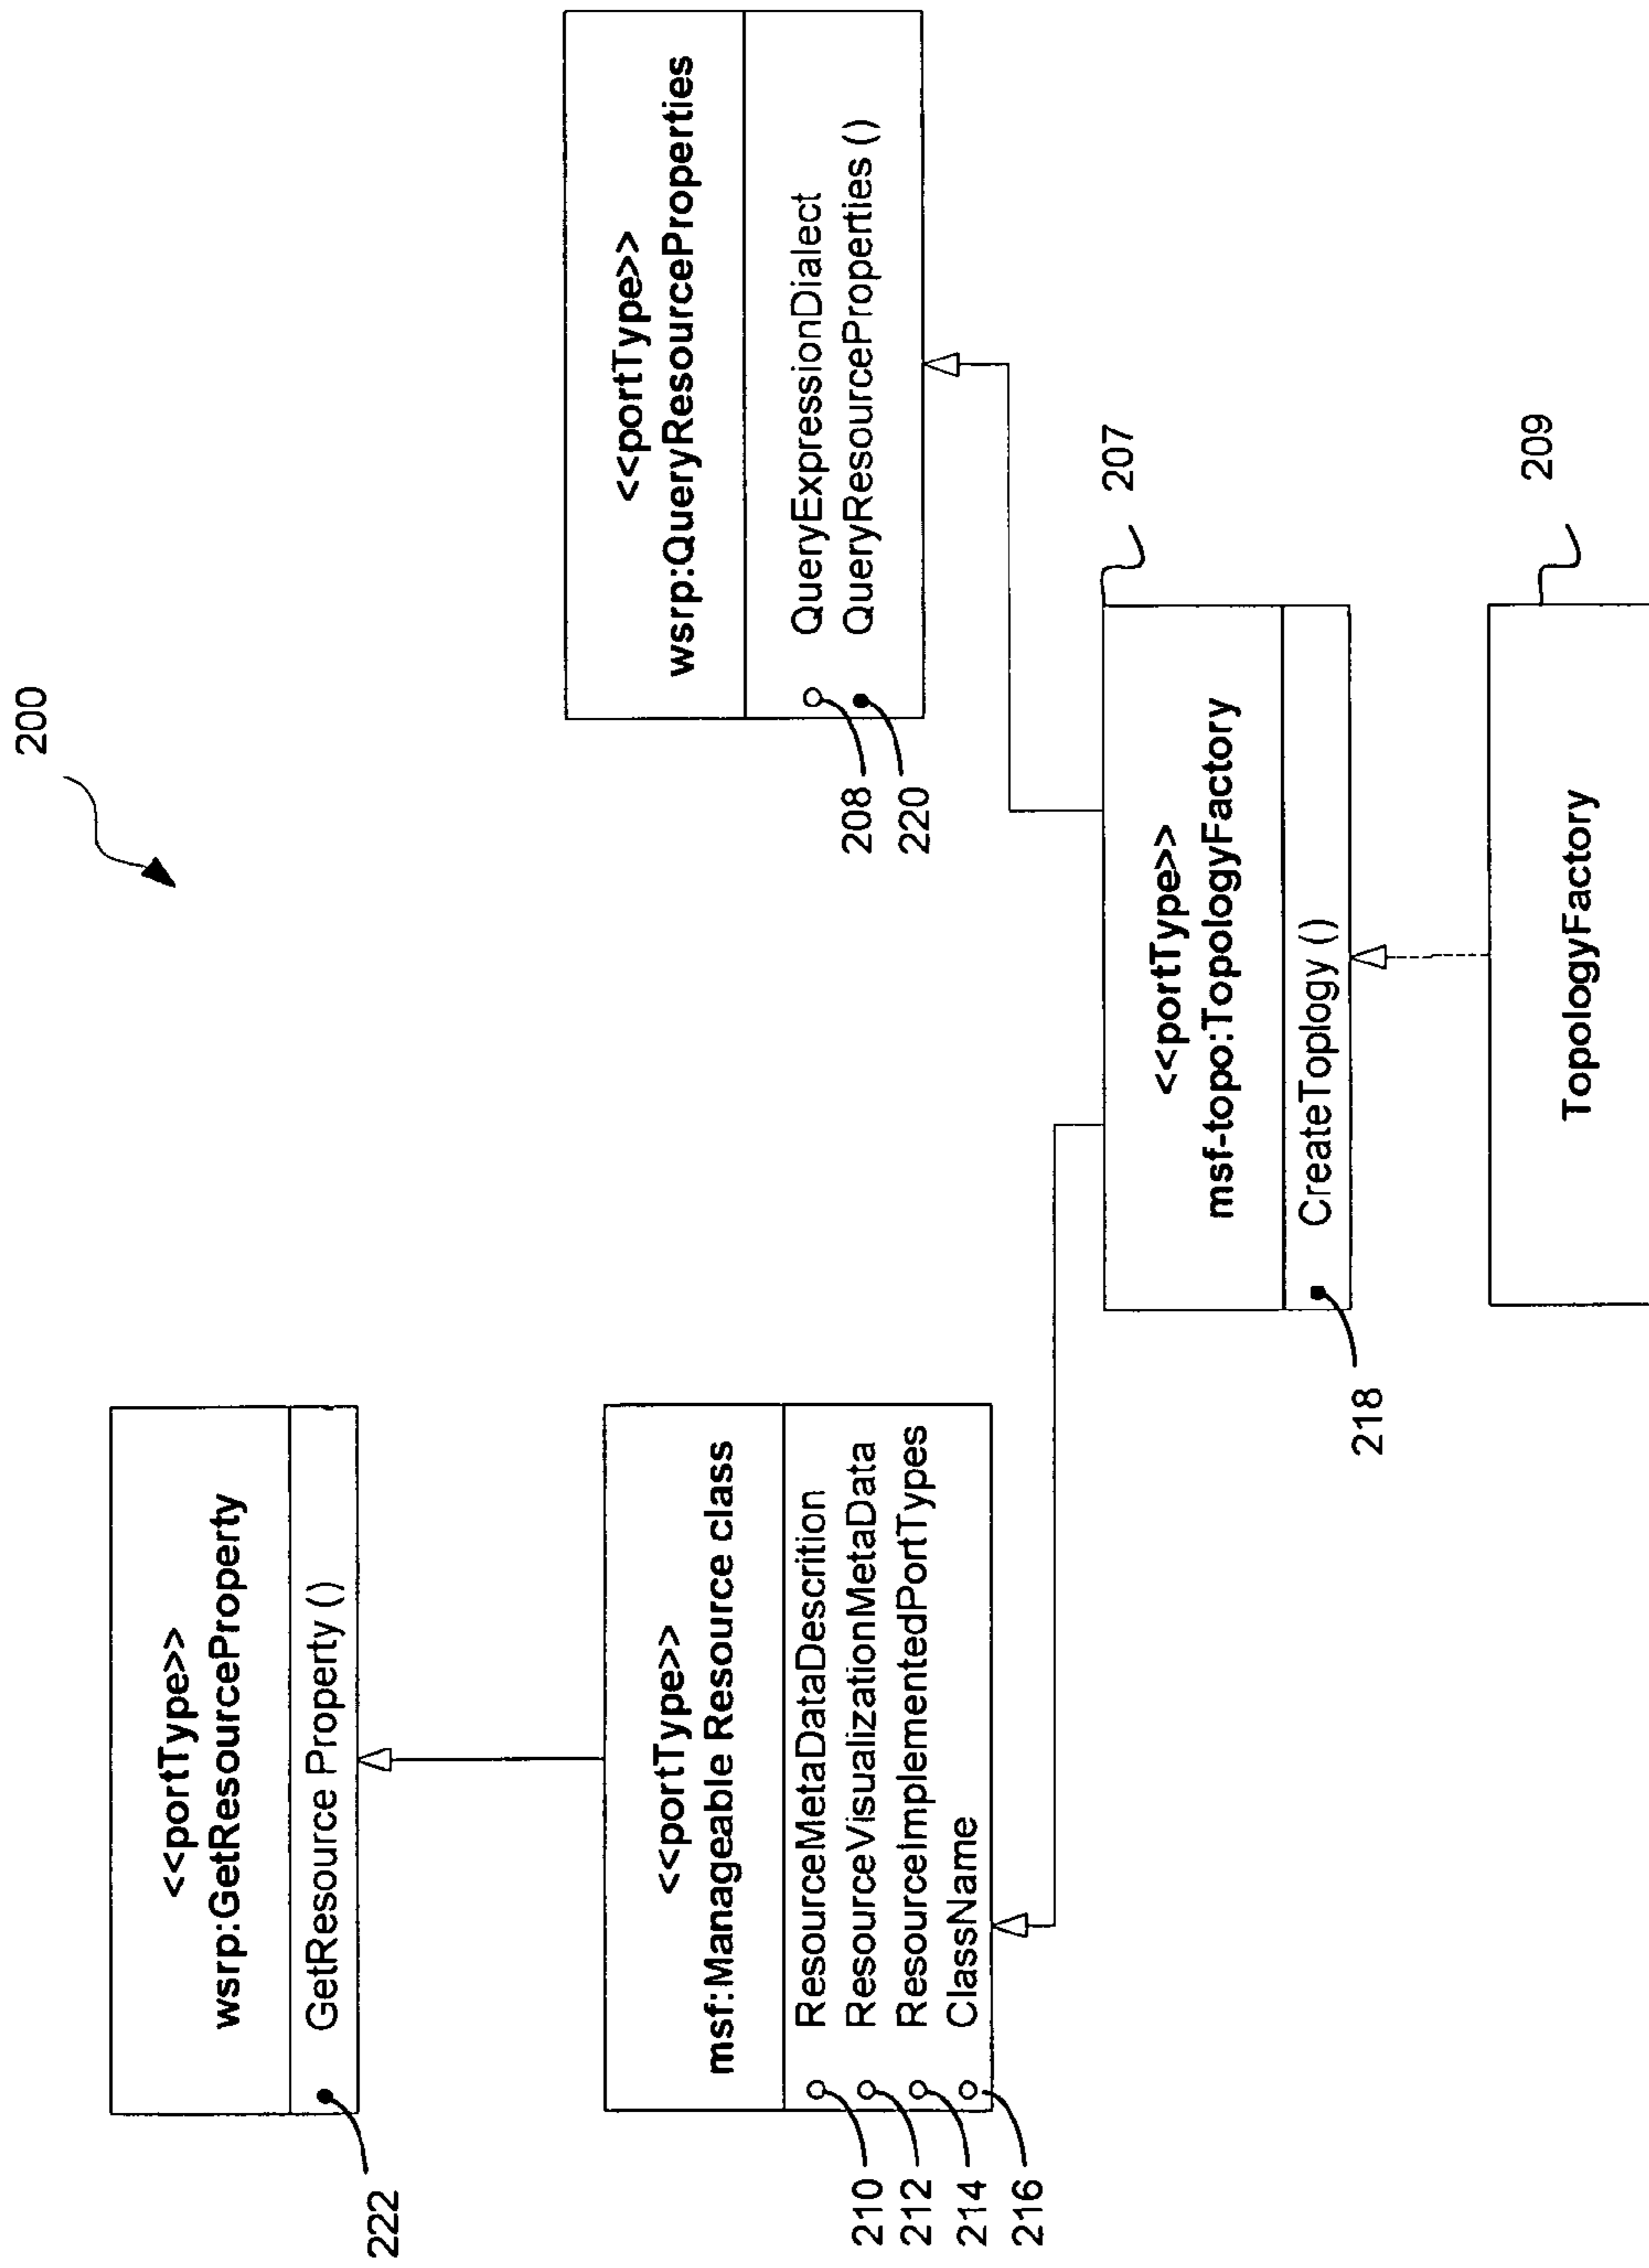 200
<<portType>>
wsrp:GetResourceProperty
GetResource Property ()
222
<<portType>>
wsrp:QueryResourceProperties
QueryExpressionDialect
QueryResourceProperties ()
208
220
<<portType>>
msf:Manageable Resource class
ResourceMetaDataDescrition
ResourceVisualizationMetaData
ResourceImplementedPortTypes
ClassName
210
212
214
216
<<portType>>
msf-topo:TopologyFactory
CreateToplogy ()
207
218
TopologyFactory
209